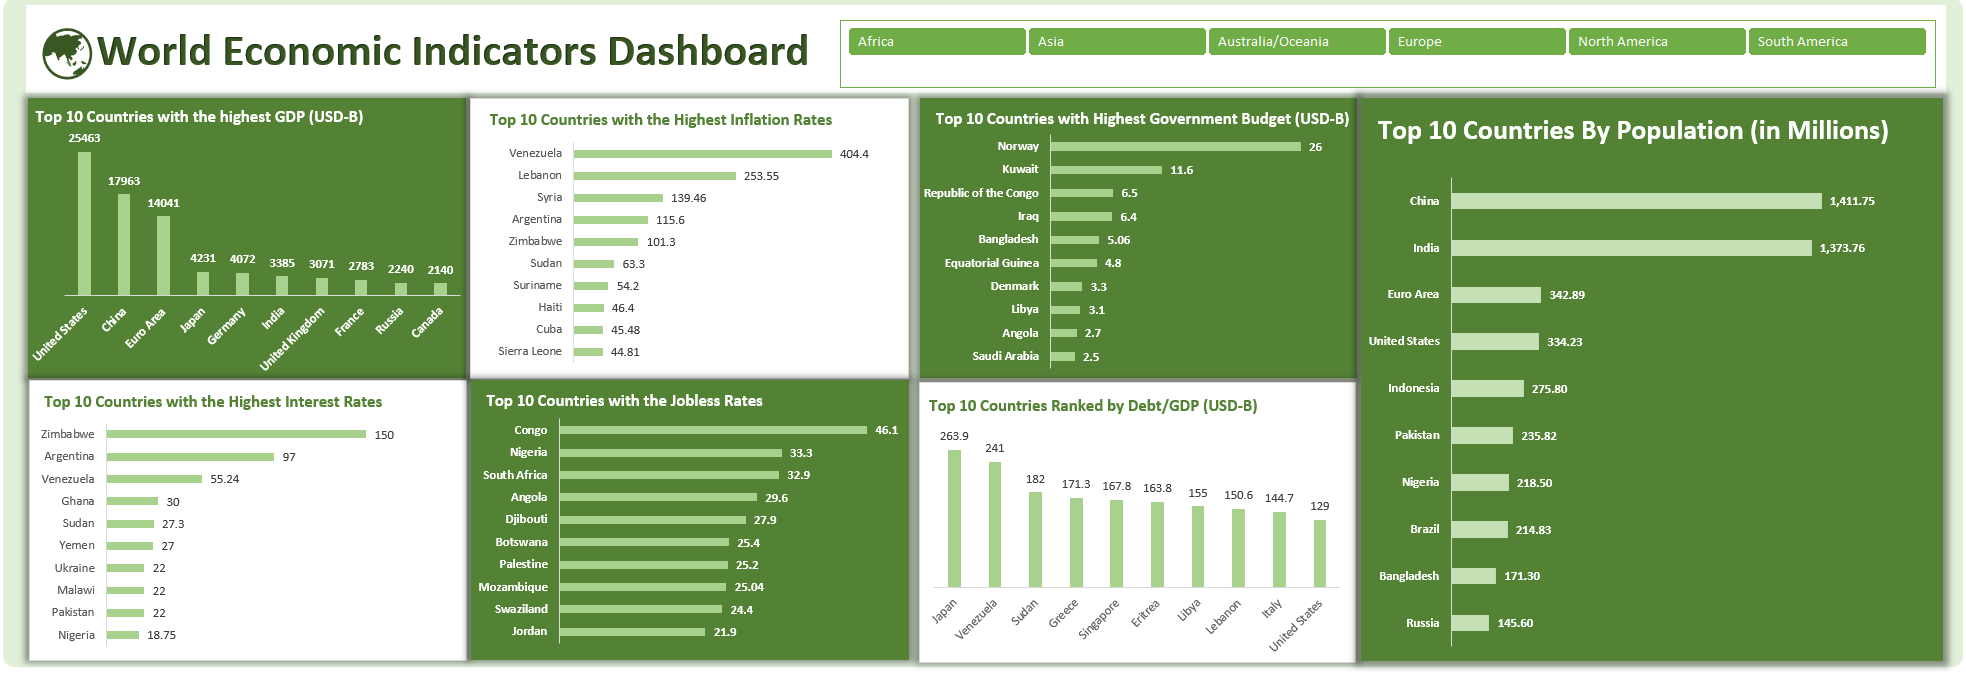 World Economic Indicators Dashboard
Africa
Asia
Australia/Oceania
Europe
North America
South America
Top 10 Countries with the highest GDP (USD-B)
25463
17963
14041
4231
4072
3385
3071
2783
2240
2140
United States
China
Euro Area
Japan
Germany
India
United Kingdom
France
Russia
Canada
Top 10 Countries with the Highest Inflation Rates
Venezuela 404.4
Lebanon 253.55
Syria 139.46
Argentina 115.6
Zimbabwe 101.3
Sudan 63.3
Suriname 54.2
Haiti 46.4
Cuba 45.48
Sierra Leone 44.81
Top 10 Countries with Highest Government Budget (USD-B)
Norway 26
Kuwait 11.6
Republic of the Congo 6.5
Iraq 6.4
Bangladesh 5.06
Equatorial Guinea 4.8
Denmark 3.3
Libya 3.1
Angola 2.7
Saudi Arabia 2.5
Top 10 Countries By Population (in Millions)
China 1,411.75
India 1,373.76
Euro Area 342.89
United States 334.23
Indonesia 275.80
Pakistan 235.82
Nigeria 218.50
Brazil 214.83
Bangladesh 171.30
Russia 145.60
Top 10 Countries with the Highest Interest Rates
Zimbabwe 150
Argentina 97
Venezuela 55.24
Ghana 30
Sudan 27.3
Yemen 27
Ukraine 22
Malawi 22
Pakistan 22
Nigeria 18.75
Top 10 Countries with the Jobless Rates
Congo 46.1
Nigeria 33.3
South Africa 32.9
Angola 29.6
Djibouti 27.9
Botswana 25.4
Palestine 25.2
Mozambique 25.04
Swaziland 24.4
Jordan 21.9
Top 10 Countries Ranked by Debt/GDP (USD-B)
263.9
241
182
171.3
167.8
163.8
155
150.6
144.7
129
Japan
Venezuela
Sudan
Greece
Singapore
Eritrea
Libya
Lebanon
Italy
United States